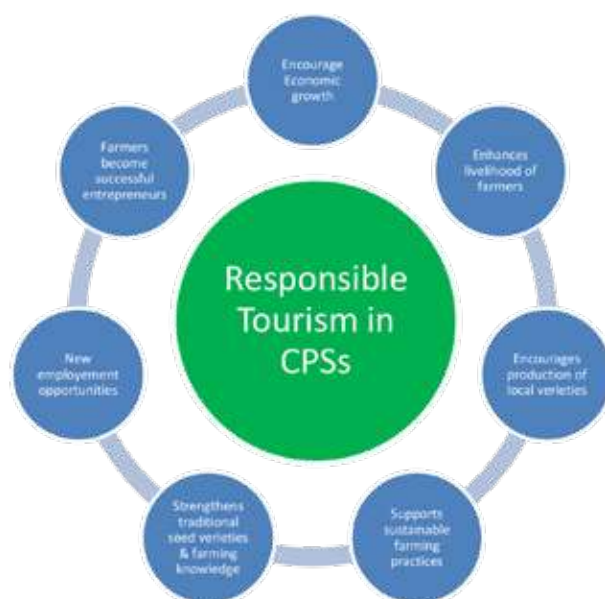 Encourage
Economic
growth
Enhances
livelihood of
farmers
Encourages
production of
local verieties
Supports
sustainable
farming
practices
Strengthens
traditional
seed verieties
& farming
knowledge
New
employement
opportunities
Farmers
become
successful
entrepreneurs
Responsible
Tourism in
CPSs